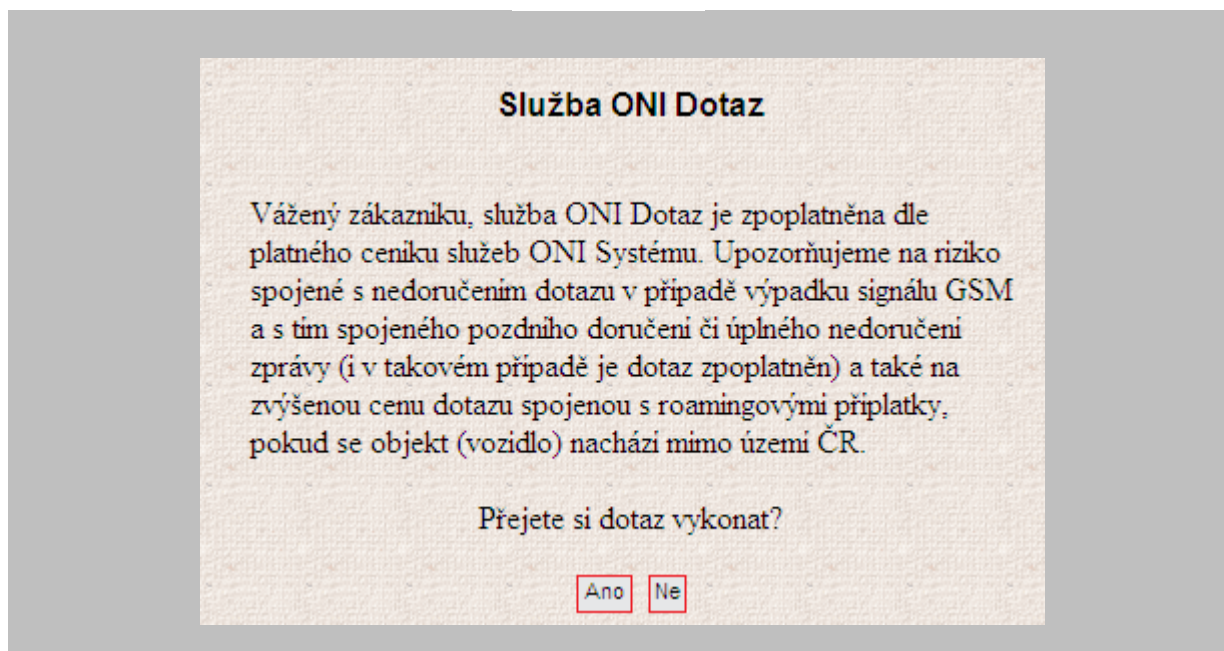 Služba ONI Dotaz
Vážený zákazníku, služba ONI Dotaz je zpoplatněna dle
platného ceníku služeb ONI Systému. Upozorňujeme na riziko
spojené s nedoručením dotazu v případě výpadku signálu GSM
a s tím spojeného pozdního doručení či úplného nedoručení
zprávy (i v takovém případě je dotaz zpoplatněn) a také na
zvýšenou cenu dotazu spojenou s roamingovými příplatky,
pokud se objekt (vozidlo) nachází mimo území ČR.
Přejete si dotaz vykonat?
Ano Ne